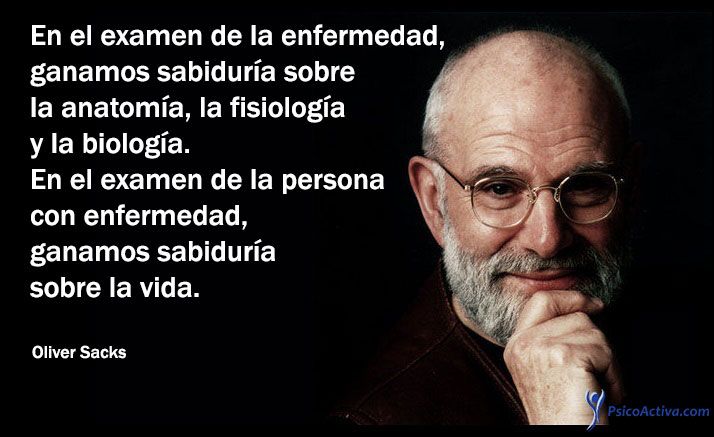 En el examen de la enfermedad,
ganamos sabiduría sobre
la anatomía, la fisiología
y la biología.
En el examen de la persona
con enfermedad,
ganamos sabiduría
sobre la vida.
Oliver Sacks
PsicoActiva.com